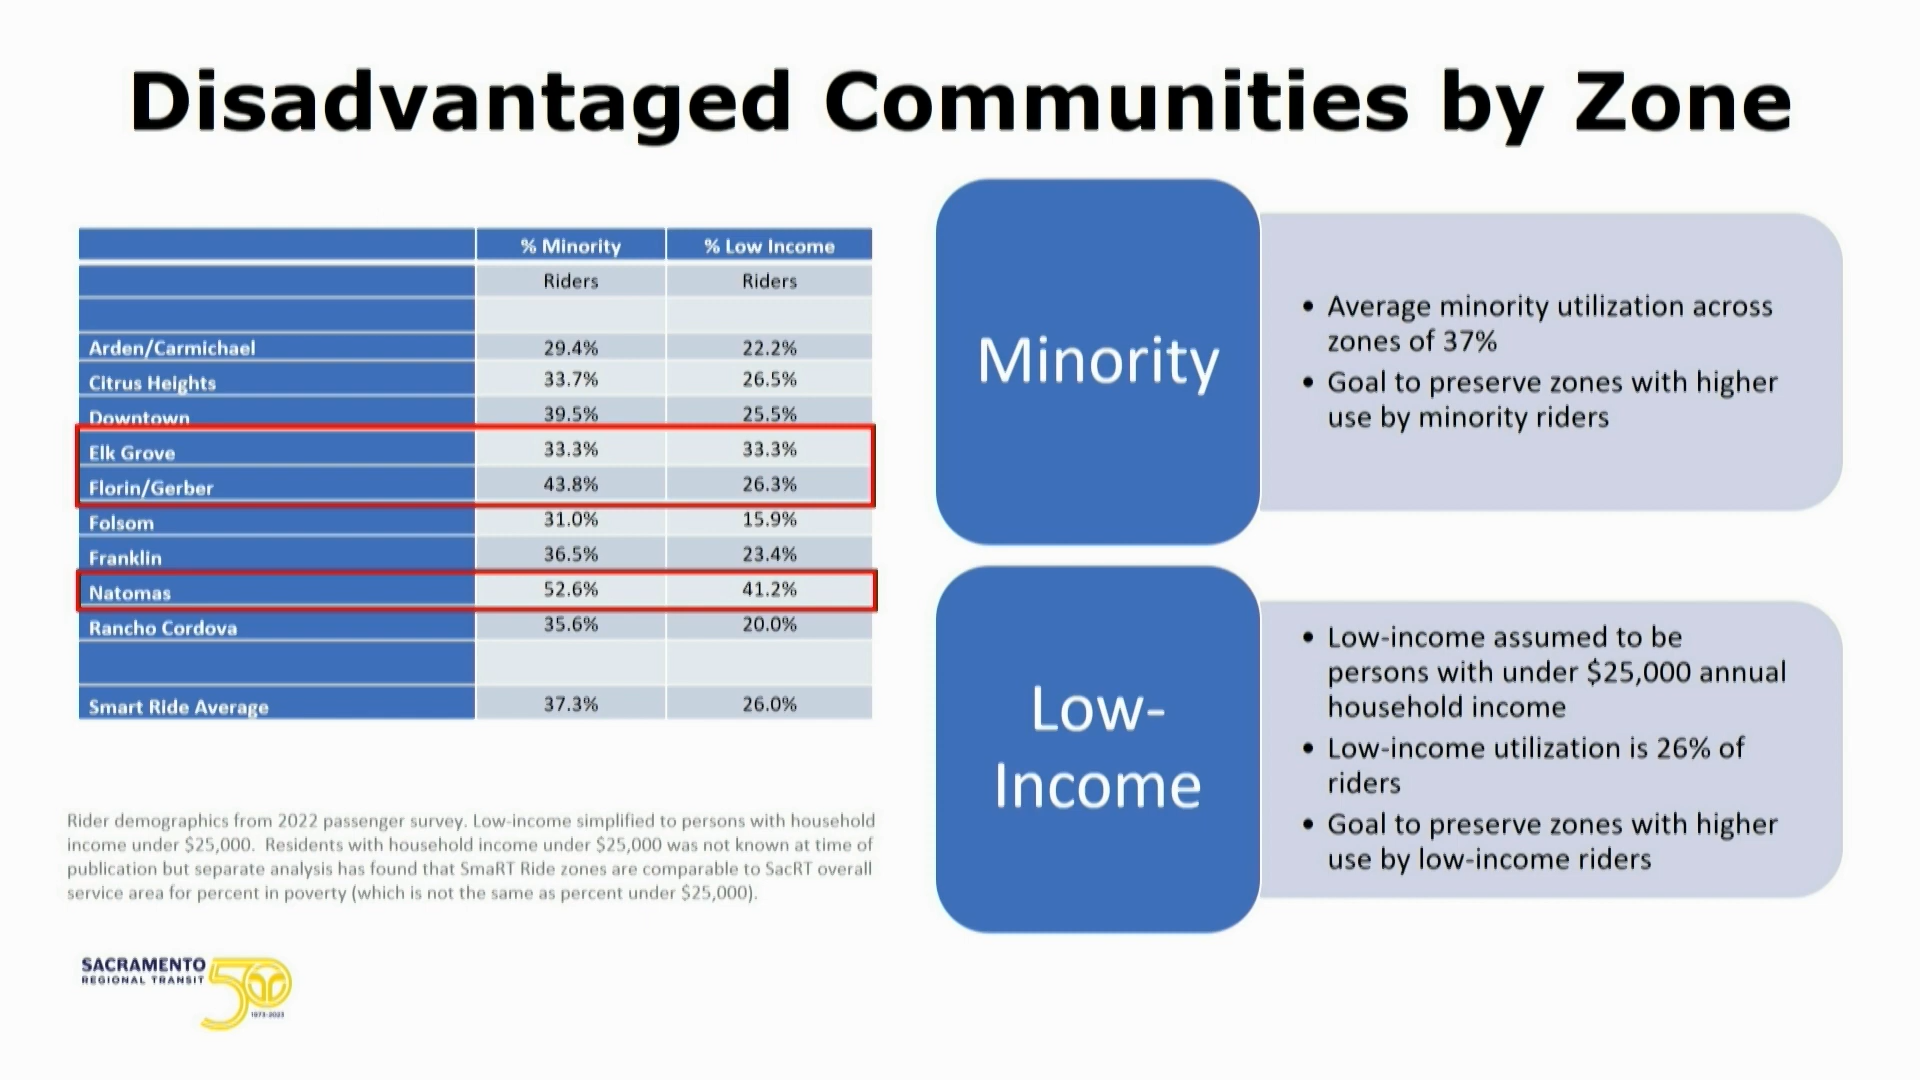 Disadvantaged Communities by Zone
% Minority % Low Income
Riders Riders
Arden/Carmichael 29.4% 22.2%
Citrus Heights 33.7% 26.5%
Downtown 39.5% 25.5%
Elk Grove 33.3% 33.3%
Florin/Gerber 43.8% 26.3%
Folsom 31.0% 15.9%
Franklin 36.5% 23.4%
Natomas 52.6% 41.2%
Rancho Cordova 35.6% 20.0%
Smart Ride Average 37.3% 26.0%
Rider demographics from 2022 passenger survey. Low-income simplified to persons with household
income under $25,000. Residents with household income under $25,000 was not known at time of
publication but separate analysis has found that SmaRT Ride zones are comparable to SacRT overall
service area for percent in poverty (which is not the same as percent under $25,000).
Minority
• Average minority utilization across
zones of 37%
• Goal to preserve zones with higher
use by minority riders
Low-
Income
• Low-income assumed to be
persons with under $25,000 annual
household income
• Low-income utilization is 26% of
riders
• Goal to preserve zones with higher
use by low-income riders
SACRAMENTO
REGIONAL TRANSIT
50
1973-2023